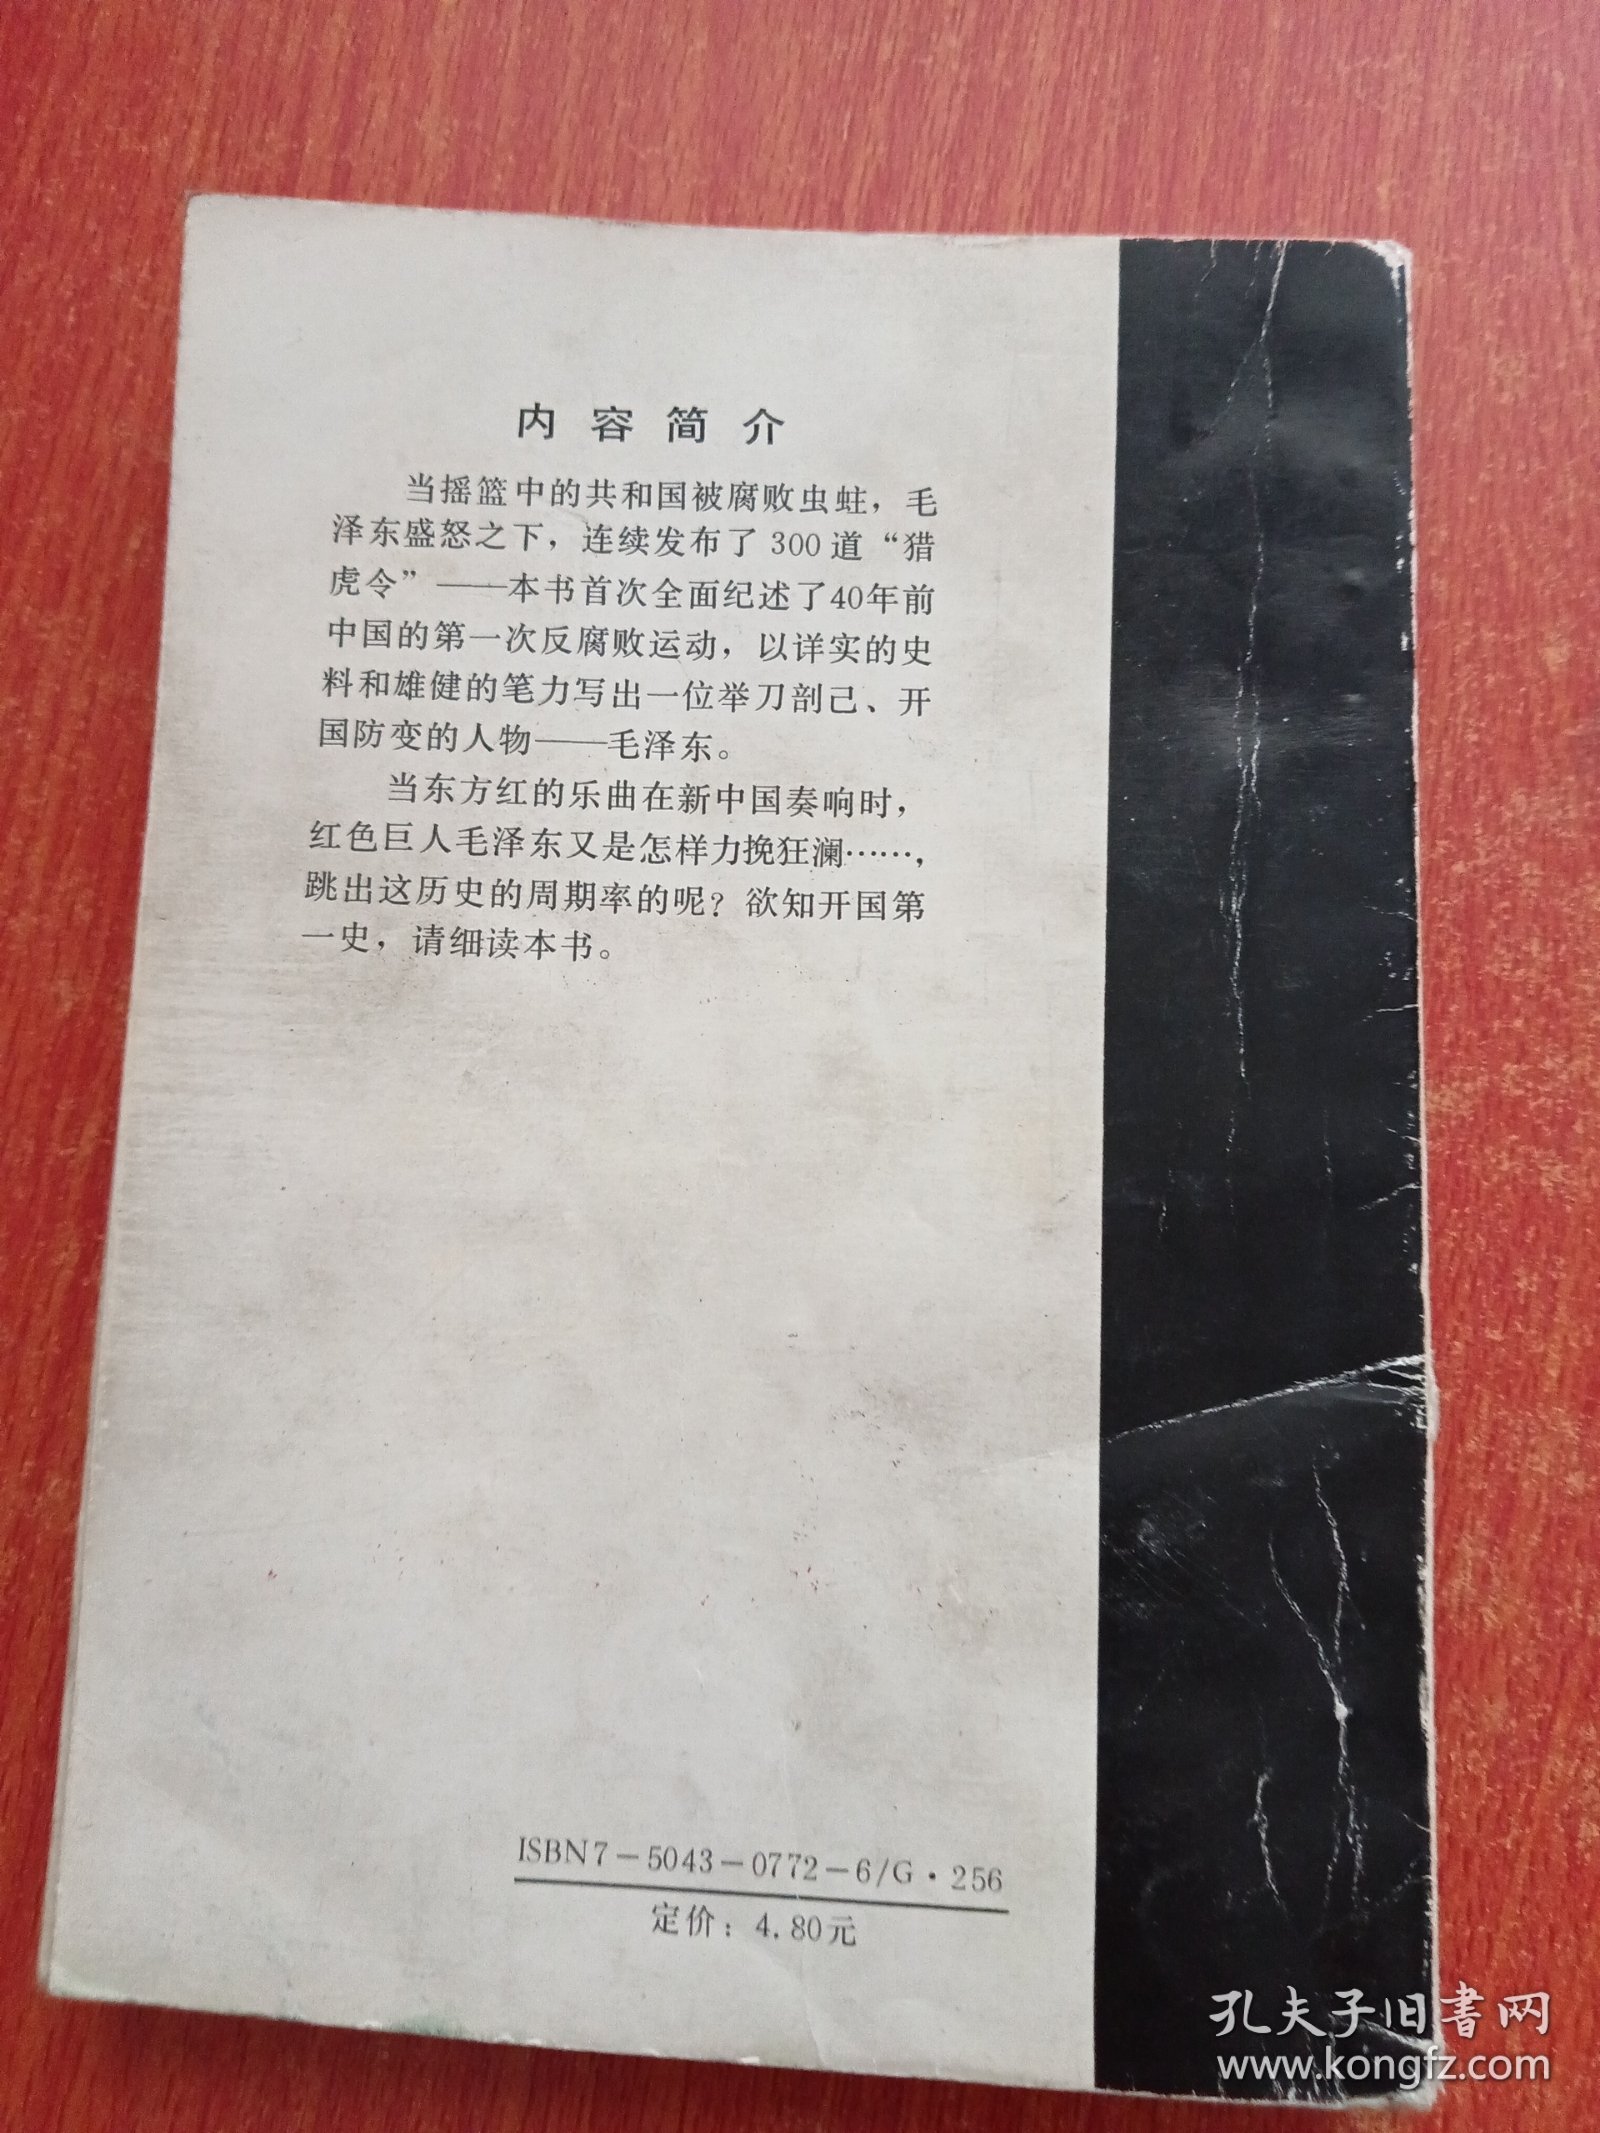 内容简介
当摇篮中的共和国被腐败虫蛀，毛
泽东盛怒之下，连续发布了300道“猎
虎令”——本书首次全面纪述了40年前
中国的第一次反腐败运动，以详实的史
料和雄健的笔力写出一位举刀剖己、开
国防变的人物——毛泽东。
当东方红的乐曲在新中国奏响时，
红色巨人毛泽东又是怎样力挽狂澜……，
跳出这历史的周期率的呢？欲知开国第
一史，请细读本书。
ISBN7-5043-0772-6/G·256
定价：4.80元
孔夫子旧書网
www.kongfz.com